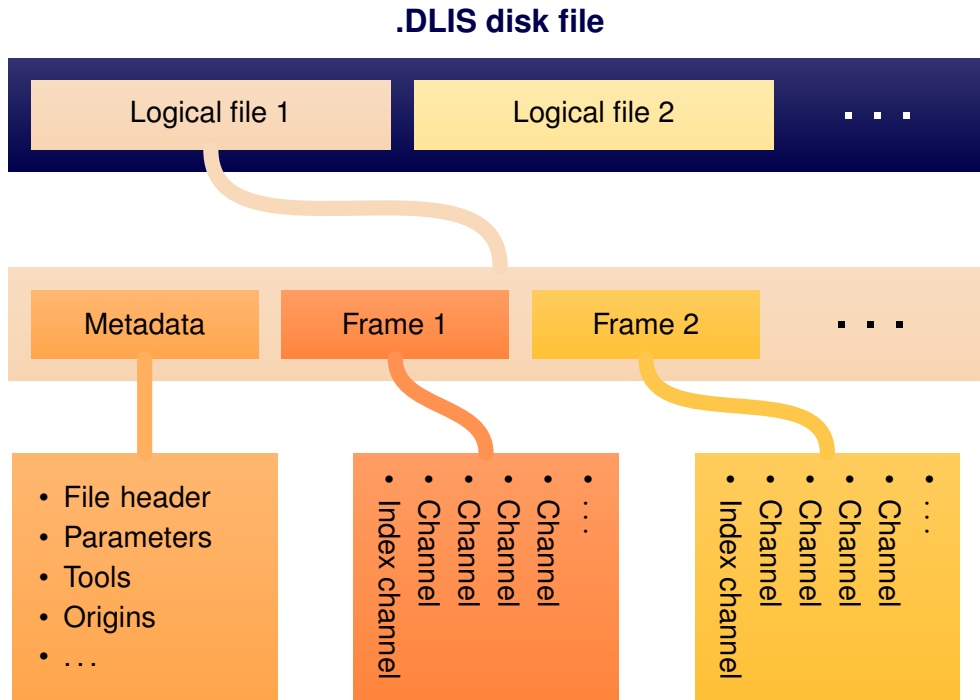 .DLIS disk file
Logical file 1
Logical file 2
. . .
Metadata
Frame 1
Frame 2
. . .
• File header
• Parameters
• Tools
• Origins
• . . .
• Index channel
• Channel
• Channel
• Channel
• Channel
• . . .
• Index channel
• Channel
• Channel
• Channel
• Channel
• . . .